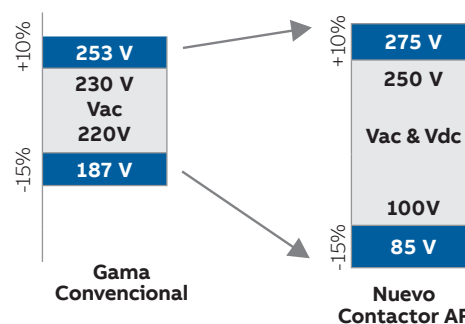 +10%
253 V
230 V
Vac
220V
187 V
-15%
Gama
Convencional
+10%
275 V
250 V
Vac & Vdc
100V
85 V
-15%
Nuevo
Contactor AF